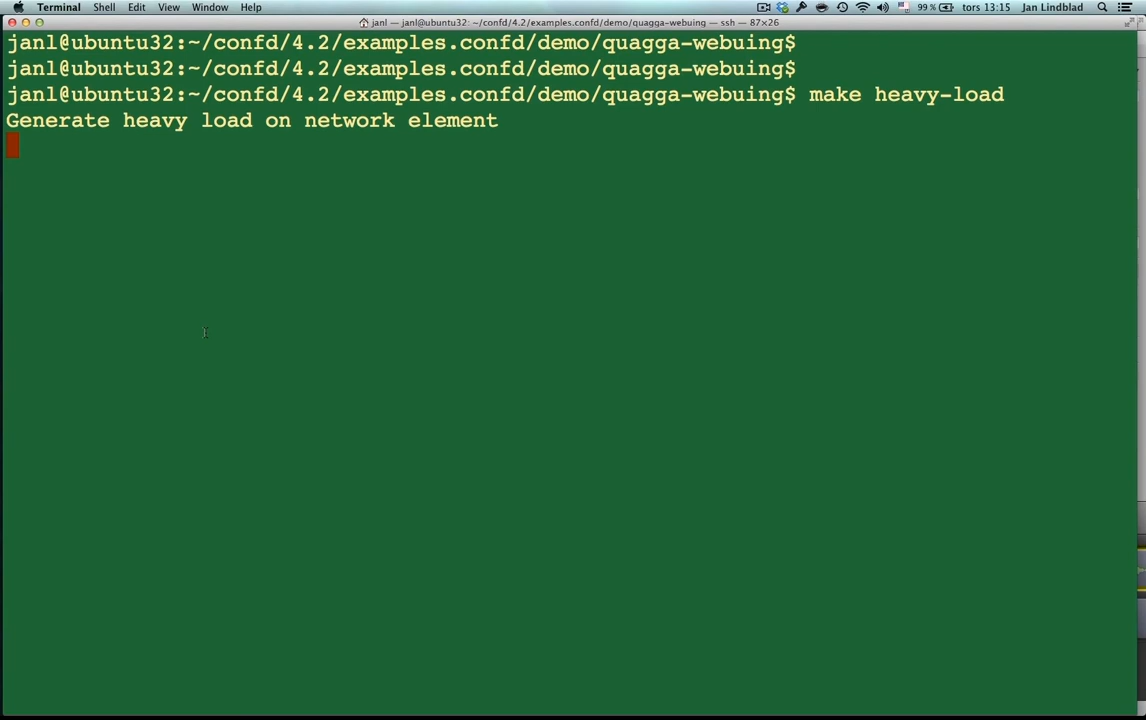 Terminal Shell Edit View Window Help 99% tors 13:15 Jan Lindblad
janl — janl@ubuntu32: ~/confd/4.2/examples.confd/demo/quagga-webuing — ssh — 87×26
janl@ubuntu32:~/confd/4.2/examples.confd/demo/quagga-webuing$
janl@ubuntu32:~/confd/4.2/examples.confd/demo/quagga-webuing$
janl@ubuntu32:~/confd/4.2/examples.confd/demo/quagga-webuing$ make heavy-load
Generate heavy load on network element